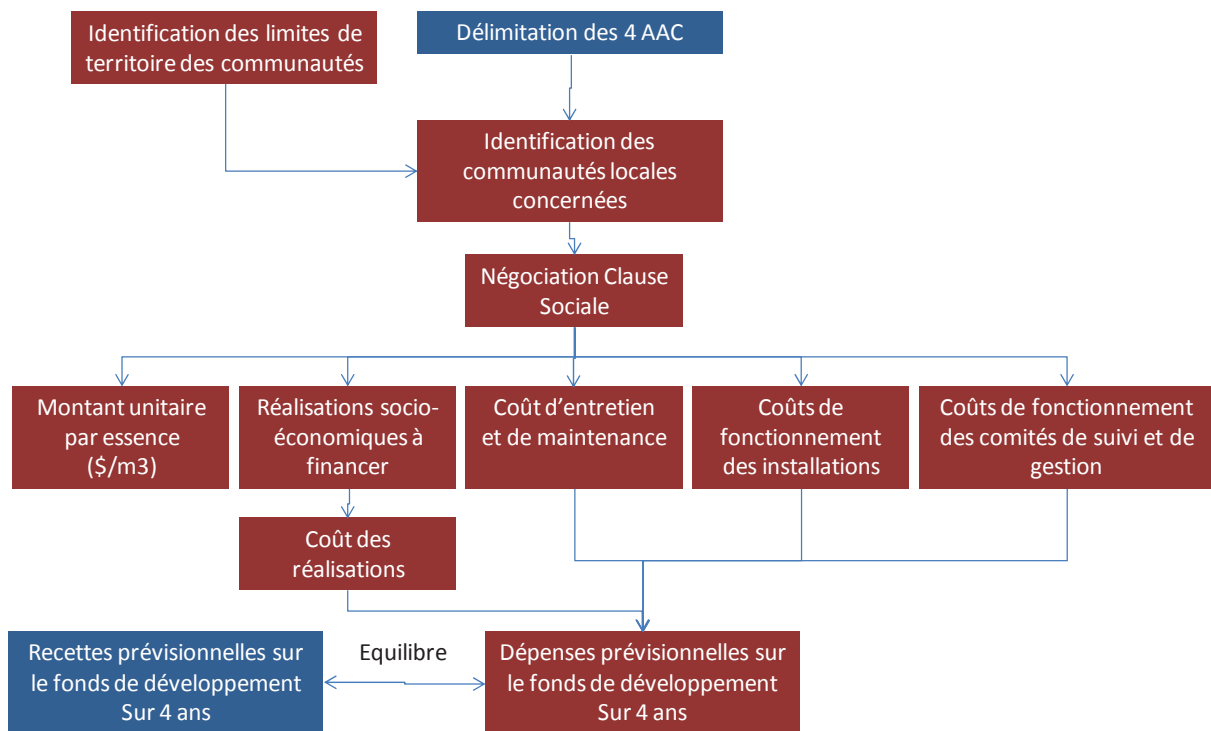 Identification des limites de
territoire des communautés
Délimitation des 4 AAC
Identification des
communautés locales
concernées
Négociation Clause
Sociale
Montant unitaire
par essence
($/m3)
Réalisations socio-
économiques à
financer
Coût d'entretien
et de maintenance
Coûts de
fonctionnement
des installations
Coûts de fonctionnement
des comités de suivi et de
gestion
Coût des
réalisations
Recettes prévisionnelles sur
le fonds de développement
Sur 4 ans
Equilibre
Dépenses prévisionnelles sur
le fonds de développement
Sur 4 ans